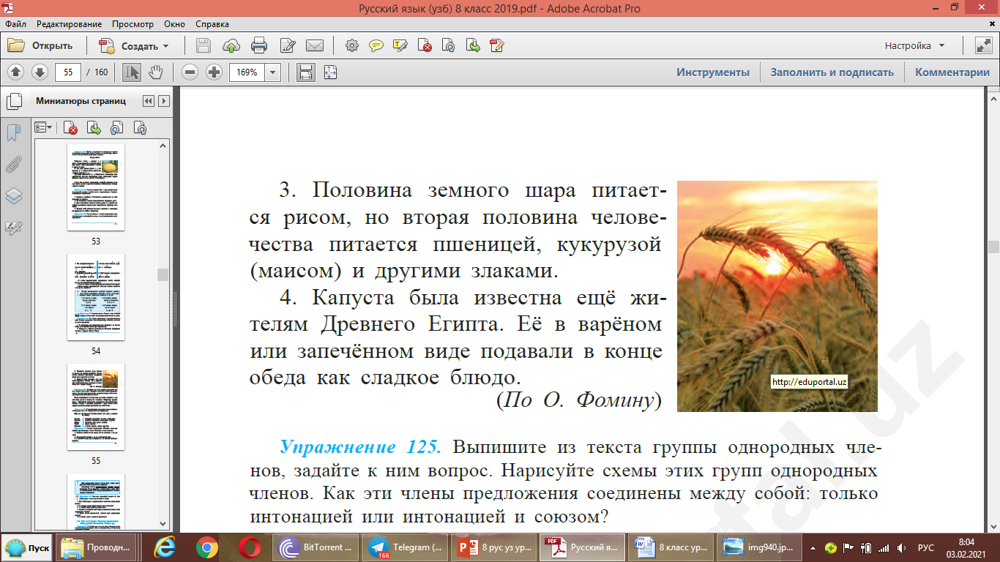 Русский язык (узб) 8 класс 2019.pdf - Adobe Acrobat Pro
Файл Редактирование Просмотр Окно Справка
Открыть Создать Настройка
55 / 160 169% Инструменты Заполнить и подписать Комментарии
Миниатюры страниц
53
54
55
3. Половина земного шара питает-
ся рисом, но вторая половина челове-
чества питается пшеницей, кукурузой
(маисом) и другими злаками.
4. Капуста была известна ещё жи-
телям Древнего Египта. Её в варёном
или запечённом виде подавали в конце
обеда как сладкое блюдо.
(По О. Фомину)
http://eduportal.uz
Упражнение 125. Выпишите из текста группы однородных чле-
нов, задайте к ним вопрос. Нарисуйте схемы этих групп однородных
членов. Как эти члены предложения соединены между собой: только
интонацией или интонацией и союзом?
tal.uz
Пуск Проводн... BitTorrent ... Telegram (... 166 8 рус уз ур... Русский я... 8 класс ур... img940.jp... РУС 8:04
03.02.2021